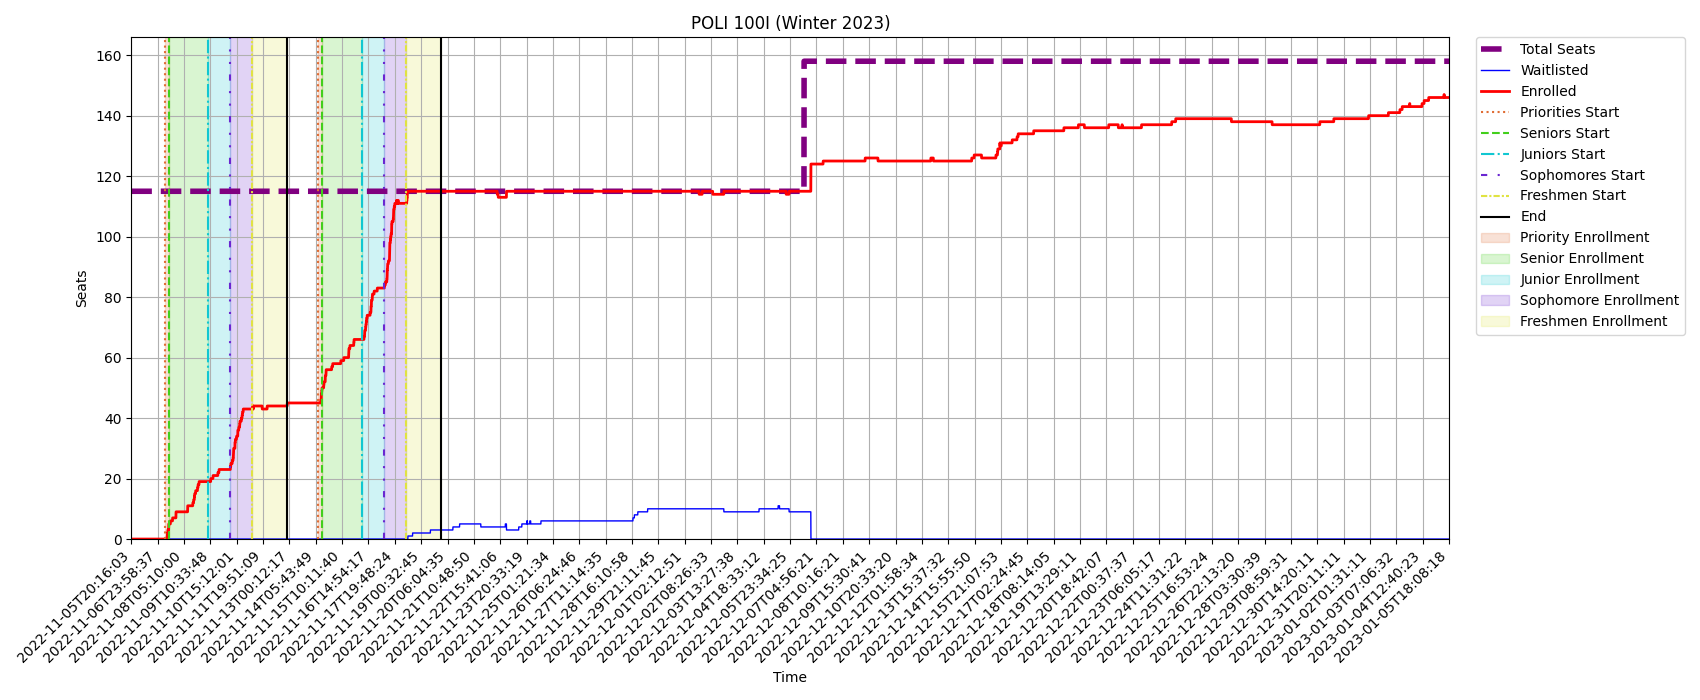 POLI 100I (Winter 2023)
Seats
160
140
120
100
80
60
40
20
0
2022-11-05T20:16:03
2022-11-06T23:58:37
2022-11-08T05:10:00
2022-11-09T10:33:48
2022-11-10T15:12:01
2022-11-11T19:51:09
2022-11-13T00:12:17
2022-11-14T05:43:49
2022-11-15T10:11:40
2022-11-16T14:54:17
2022-11-17T19:48:24
2022-11-19T00:32:45
2022-11-20T06:04:35
2022-11-21T10:48:50
2022-11-22T15:41:06
2022-11-23T20:33:19
2022-11-25T01:21:34
2022-11-26T06:24:46
2022-11-27T11:14:35
2022-11-28T16:10:58
2022-11-29T21:11:45
2022-12-01T02:12:51
2022-12-02T08:26:33
2022-12-03T13:27:38
2022-12-04T18:33:12
2022-12-05T23:34:25
2022-12-07T04:56:21
2022-12-08T10:16:21
2022-12-09T15:30:41
2022-12-10T20:33:20
2022-12-12T01:58:34
2022-12-13T15:37:32
2022-12-14T15:55:50
2022-12-15T21:07:53
2022-12-17T02:24:45
2022-12-18T08:14:05
2022-12-19T13:29:11
2022-12-20T18:42:07
2022-12-22T00:37:37
2022-12-23T06:05:17
2022-12-24T11:31:22
2022-12-25T16:53:24
2022-12-26T22:13:20
2022-12-28T03:30:39
2022-12-29T08:59:31
2022-12-30T14:20:11
2022-12-31T20:11:11
2023-01-02T01:31:11
2023-01-03T07:06:32
2023-01-04T12:40:23
2023-01-05T18:08:18
Time
Total Seats
Waitlisted
Enrolled
Priorities Start
Seniors Start
Juniors Start
Sophomores Start
Freshmen Start
End
Priority Enrollment
Senior Enrollment
Junior Enrollment
Sophomore Enrollment
Freshmen Enrollment